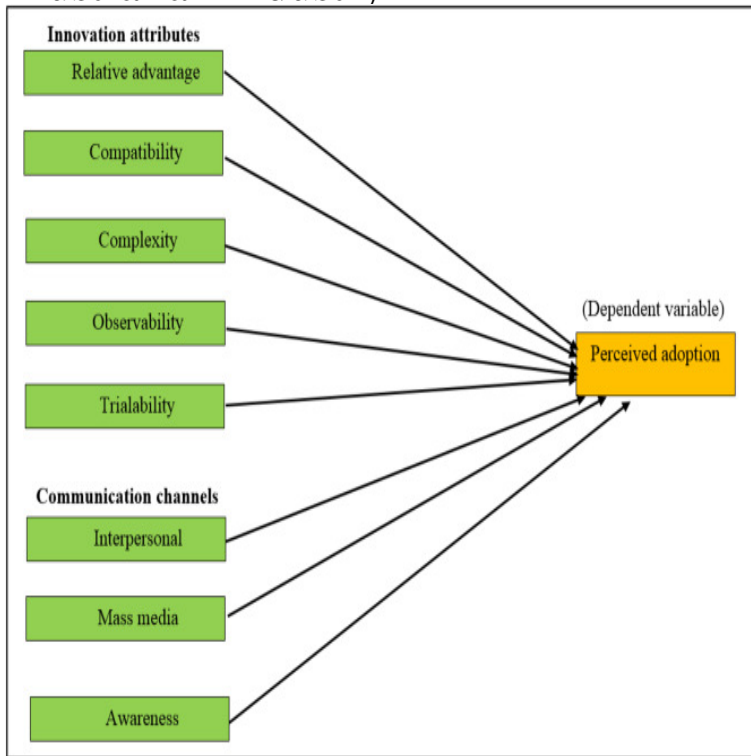 Innovation attributes
Relative advantage
Compatibility
Complexity
Observability
Trialability
(Dependent variable)
Perceived adoption
Communication channels
Interpersonal
Mass media
Awareness